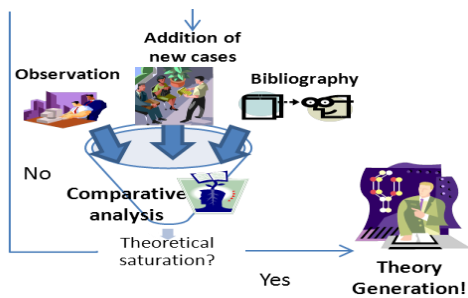 Addition of
new cases
Observation
Bibliography
No
Comparative
analysis
Theoretical
saturation?
Yes
Theory
Generation!